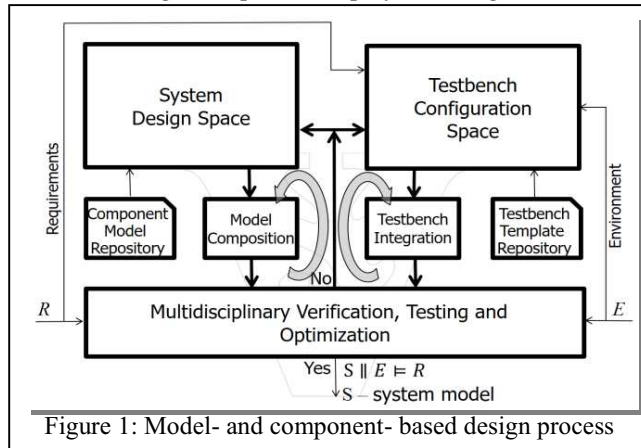 System
Design Space
Testbench
Configuration
Space
Requirements
Component
Model
Repository
Model
Composition
Testbench
Integration
Testbench
Template
Repository
Environment
No
R
Multidisciplinary Verification, Testing and
Optimization
E
Yes S ∥ E ⊨ R
S – system model
Figure 1: Model- and component- based design process